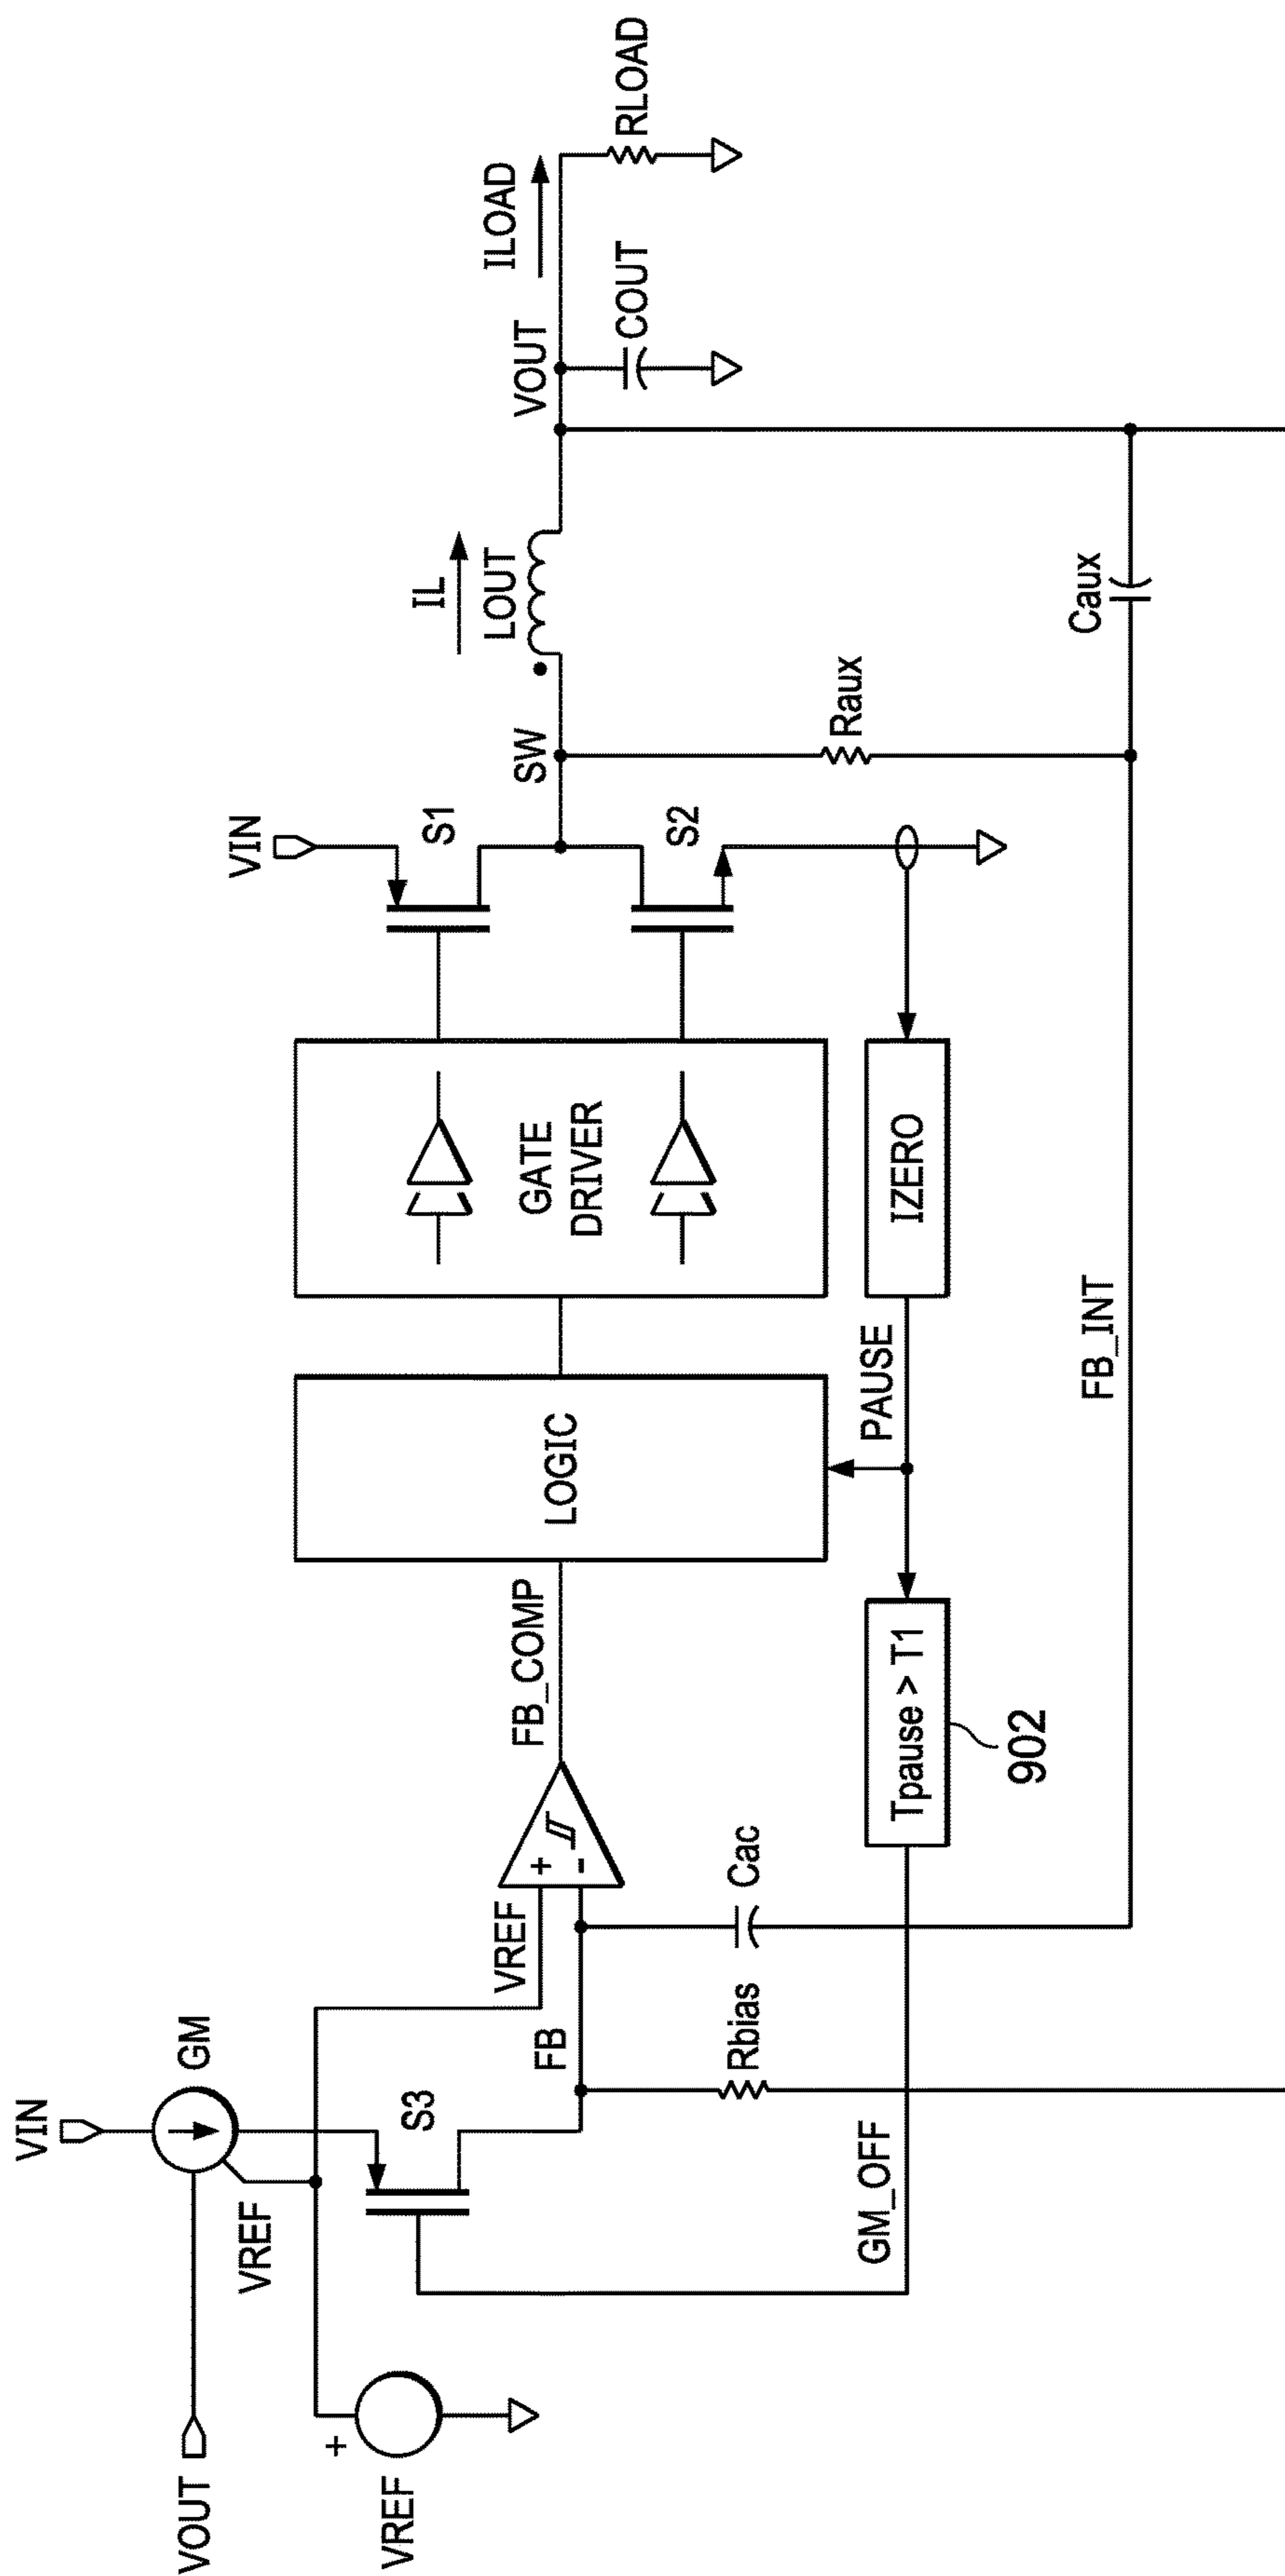 VIN
GM
VOUT
VREF
+
VREF
S3
VREF
FB
+
-
FB_COMP
Rbias
Cac
GM_OFF
Tpause > T1
902
LOGIC
PAUSE
GATE
DRIVER
IZERO
FB_INT
VIN
S1
S2
SW
IL
LOUT
Raux
Caux
VOUT
COUT
ILOAD
RLOAD